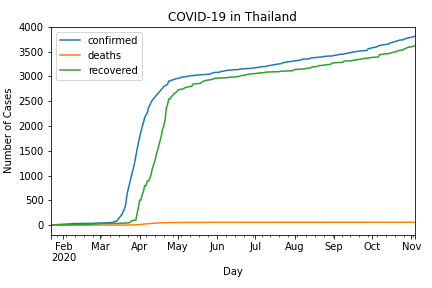 COVID-19 in Thailand
4000
3500
3000
2500
2000
1500
1000
500
0
Number of Cases
confirmed
deaths
recovered
Feb Mar Apr May Jun Jul Aug Sep Oct Nov
2020
Day